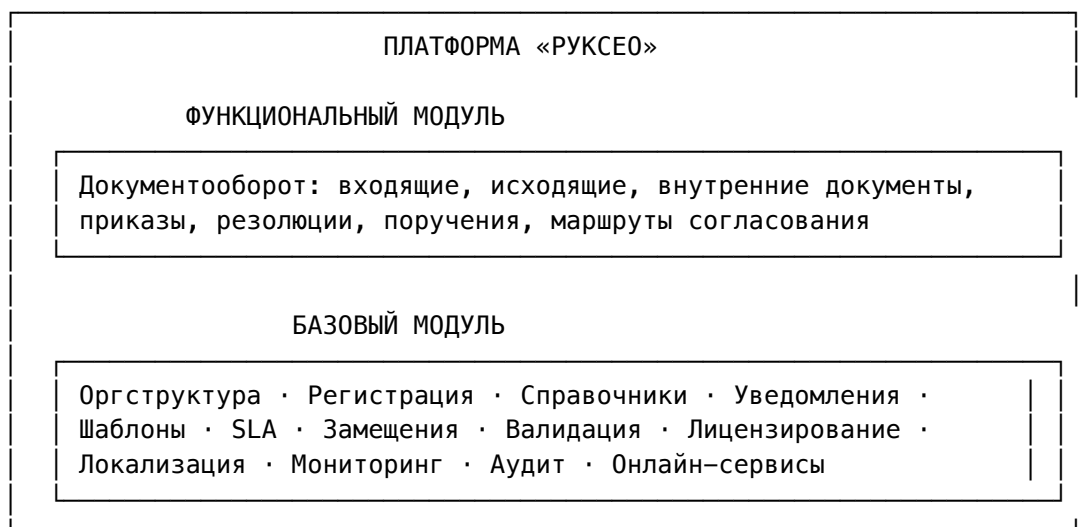 ПЛАТФОРМА «РУКСЕО»
ФУНКЦИОНАЛЬНЫЙ МОДУЛЬ
Документооборот: входящие, исходящие, внутренние документы,
приказы, резолюции, поручения, маршруты согласования
БАЗОВЫЙ МОДУЛЬ
Оргструктура · Регистрация · Справочники · Уведомления ·
Шаблоны · SLA · Замещения · Валидация · Лицензирование ·
Локализация · Мониторинг · Аудит · Онлайн-сервисы